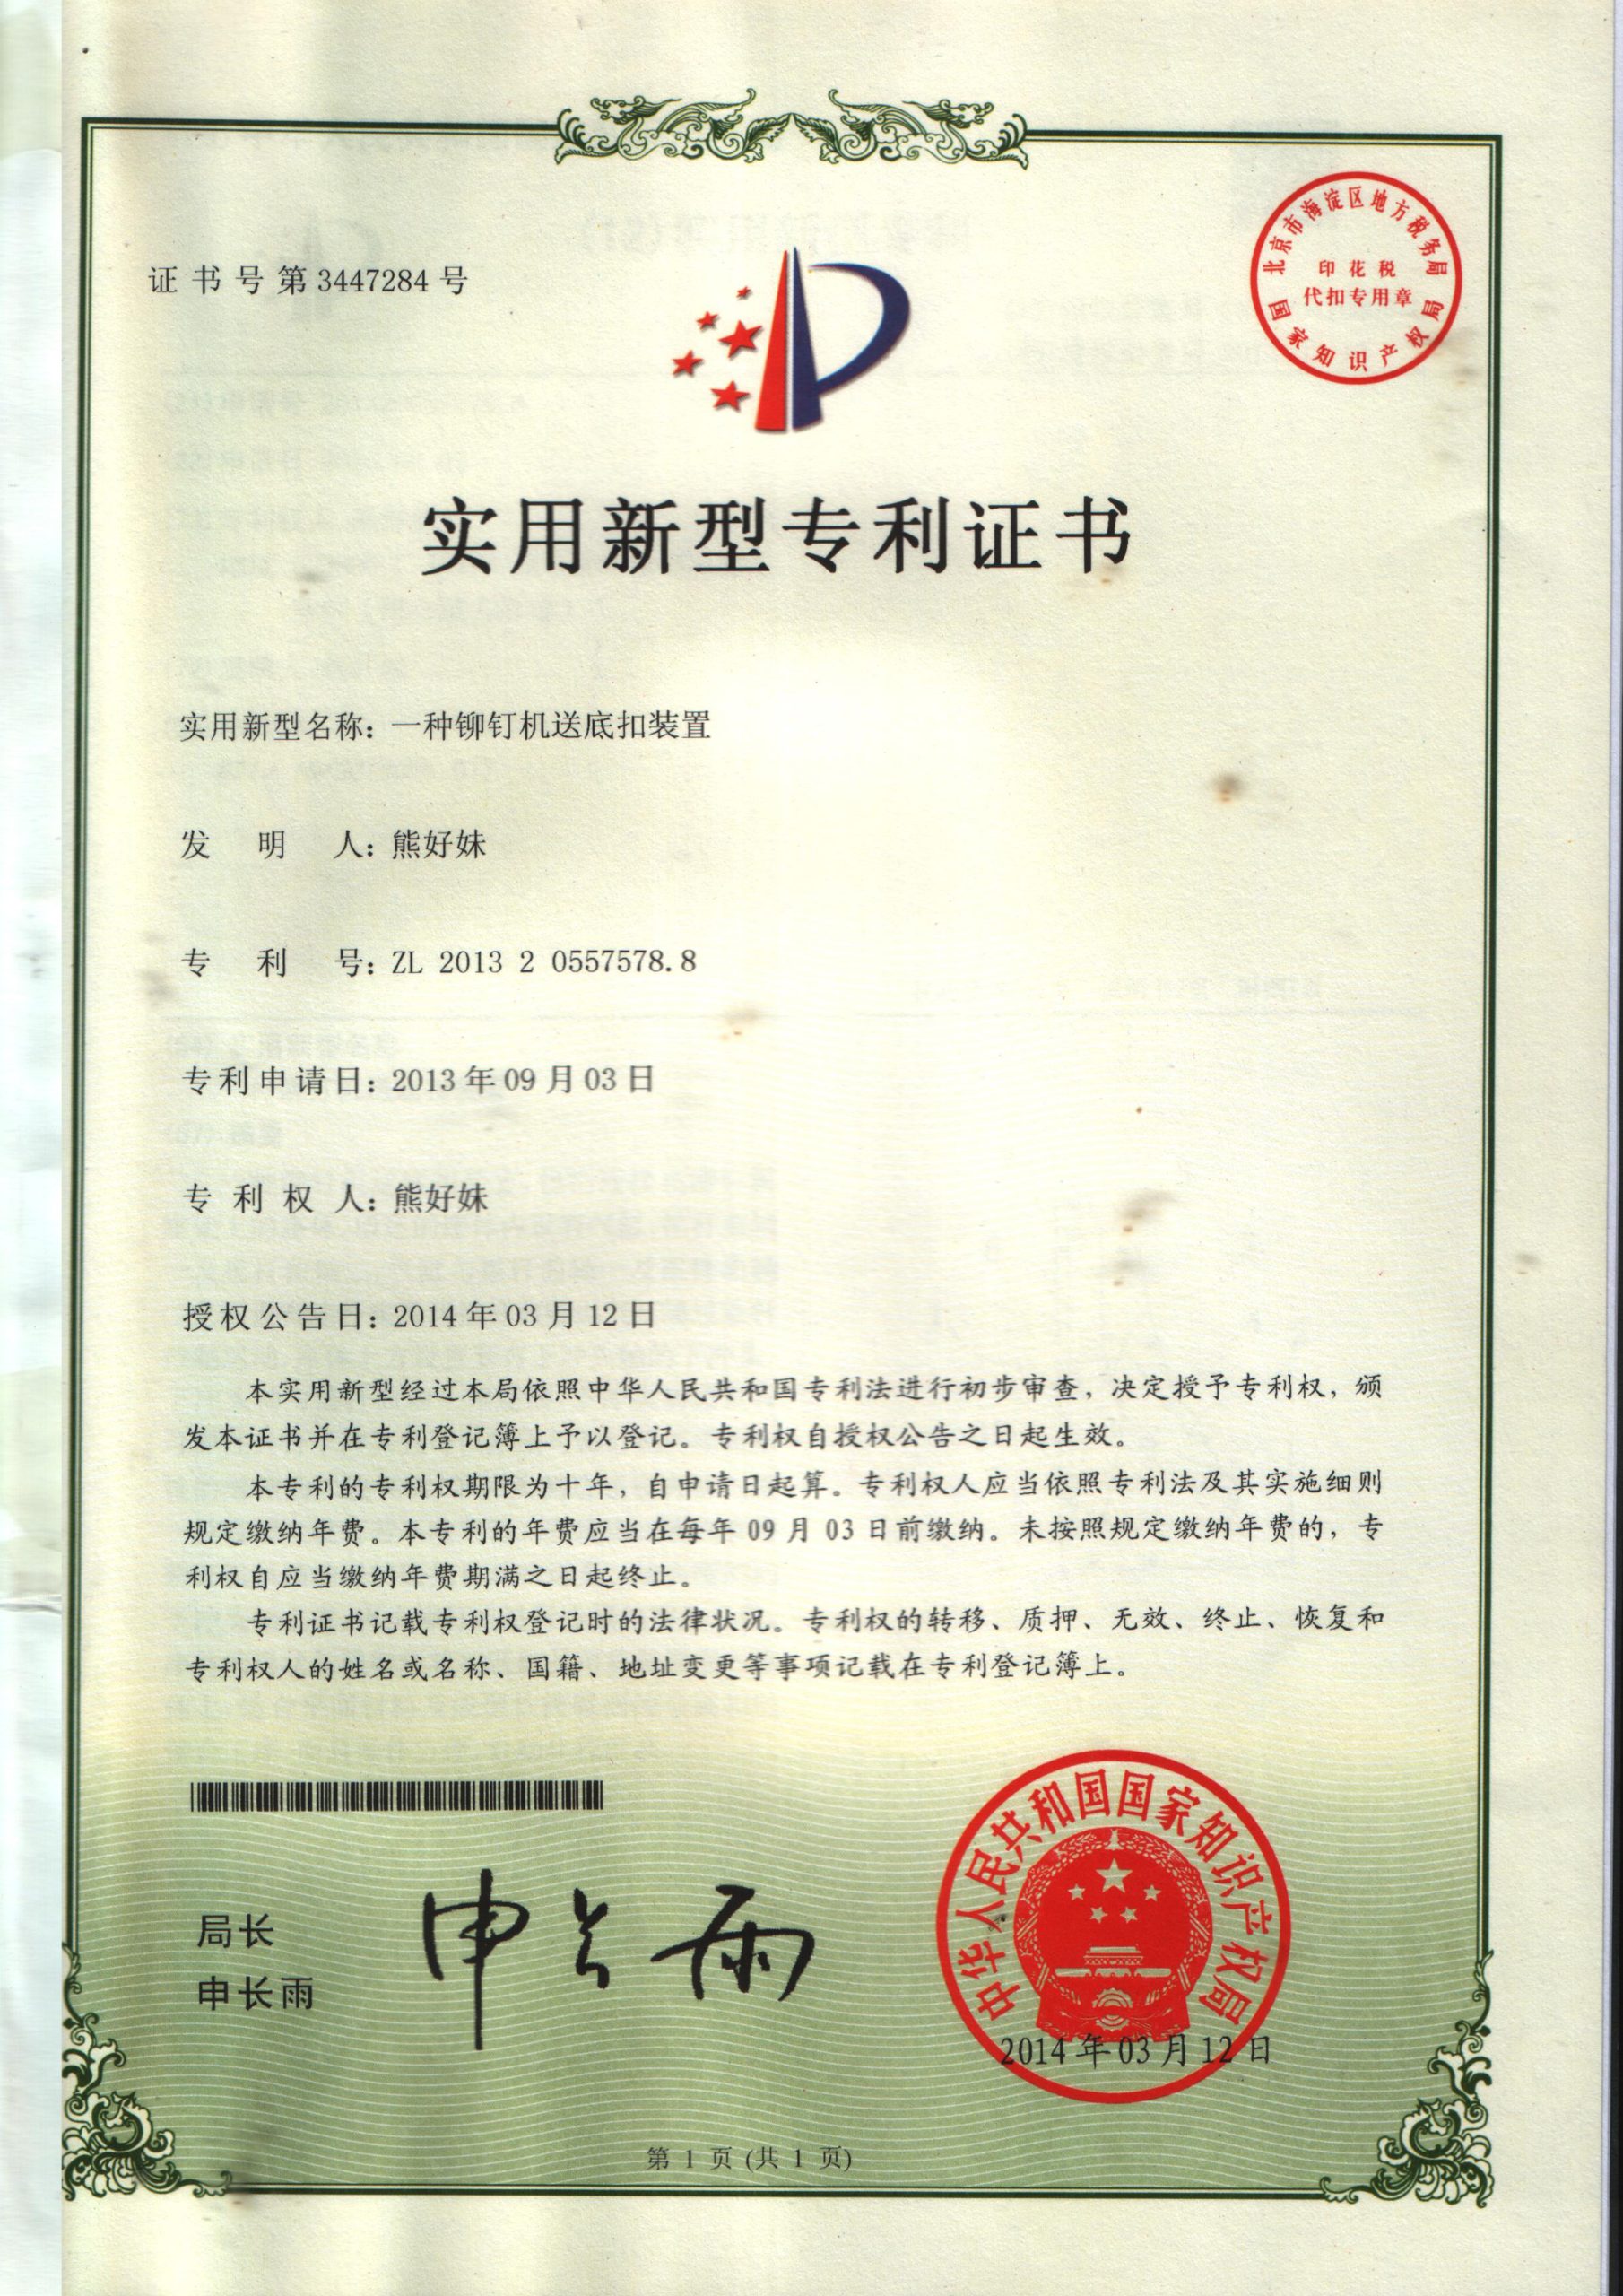 证书号第3447284号
北京市海淀区地方税务局
印花税
代扣专用章
国家知识产权局
实用新型专利证书
实用新型名称：一种铆钉机送底扣装置
发明人：熊好妹
专利号：ZL 2013 2 0557578.8
专利申请日：2013年09月03日
专利权人：熊好妹
授权公告日：2014年03月12日
本实用新型经过本局依照中华人民共和国专利法进行初步审查，决定授予专利权，颁
发本证书并在专利登记簿上予以登记。专利权自授权公告之日起生效。
本专利的专利权期限为十年，自申请日起算。专利权人应当依照专利法及其实施细则
规定缴纳年费。本专利的年费应当在每年09月03日前缴纳。未按照规定缴纳年费的，专
利权自应当缴纳年费期满之日起终止。
专利证书记载专利权登记时的法律状况。专利权的转移、质押、无效、终止、恢复和
专利权人的姓名或名称、国籍、地址变更等事项记载在专利登记簿上。
局长
申长雨
申长雨
中华人民共和国国家知识产权局
2014年03月12日
第1页(共1页)